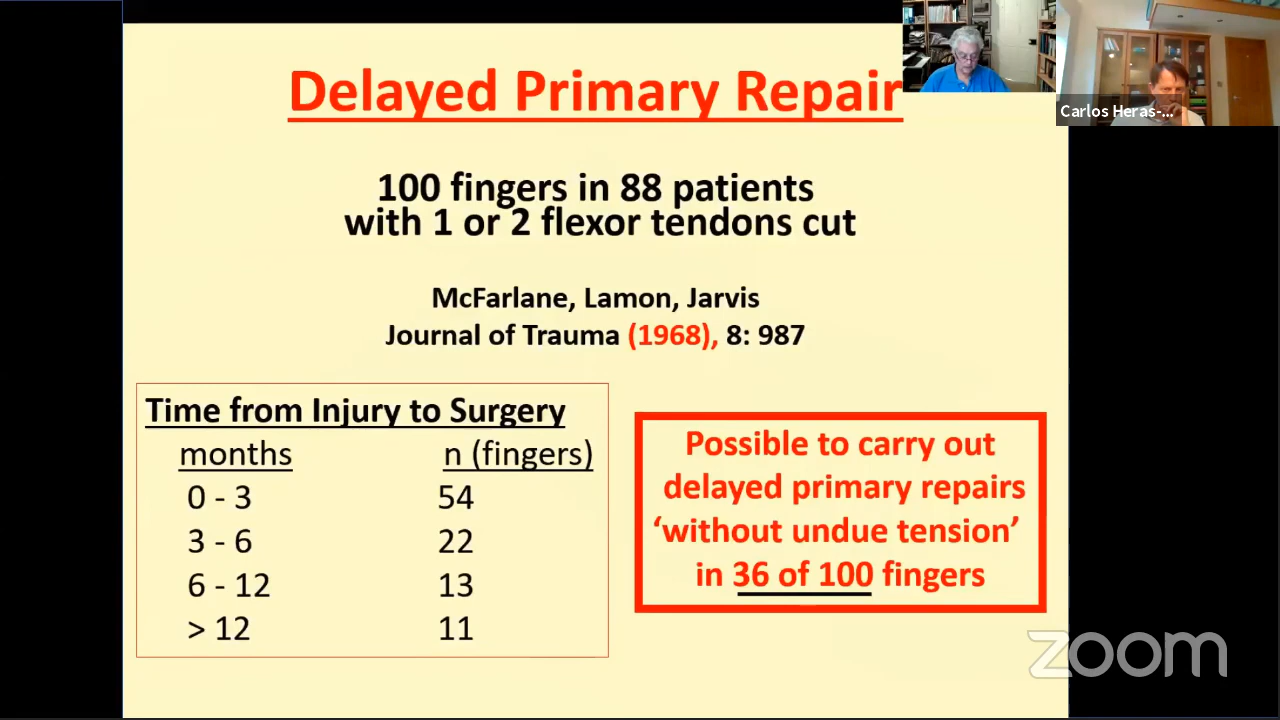 Delayed Primary Repair
Carlos Heras-...
100 fingers in 88 patients
with 1 or 2 flexor tendons cut
McFarlane, Lamon, Jarvis
Journal of Trauma (1968), 8: 987
Time from Injury to Surgery
months n (fingers)
0 - 3 54
3 - 6 22
6 - 12 13
> 12 11
Possible to carry out
delayed primary repairs
‘without undue tension’
in 36 of 100 fingers
zoom